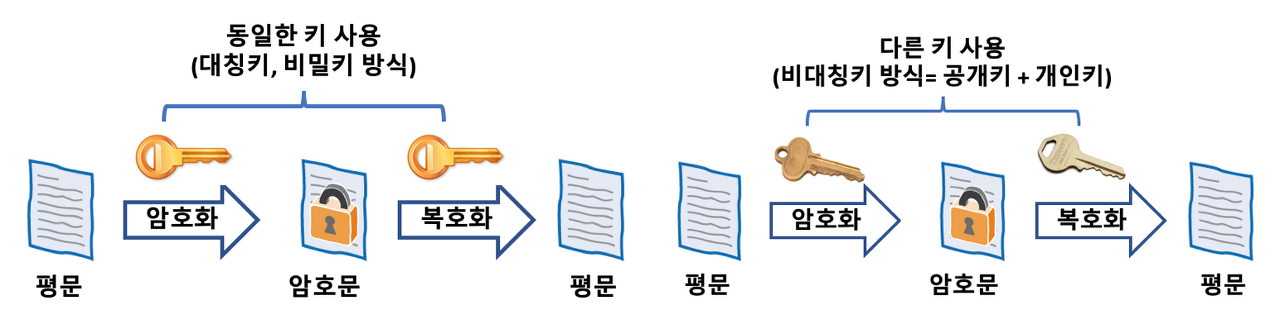 동일한 키 사용
(대칭키, 비밀키 방식)
암호화
복호화
평문
암호문
평문
다른 키 사용
(비대칭키 방식= 공개키 + 개인키)
암호화
복호화
평문
암호문
평문